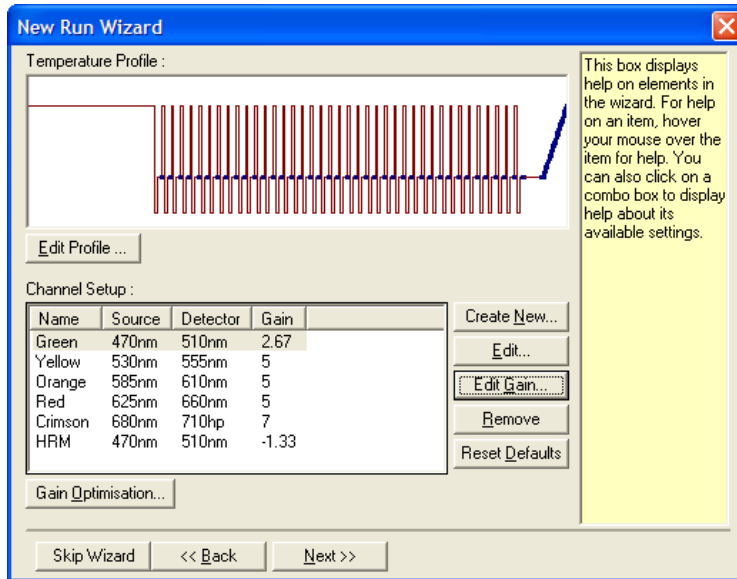 New Run Wizard
Temperature Profile :
Edit Profile ...
Channel Setup :
Name Source Detector Gain
Green 470nm 510nm 2.67
Yellow 530nm 555nm 5
Orange 585nm 610nm 5
Red 625nm 660nm 5
Crimson 680nm 710hp 7
HRM 470nm 510nm -1.33
Create New...
Edit...
Edit Gain...
Remove
Reset Defaults
Gain Optimisation...
This box displays
help on elements in
the wizard. For help
on an item, hover
your mouse over the
item for help. You
can also click on a
combo box to display
help about its
available settings.
Skip Wizard << Back Next >>